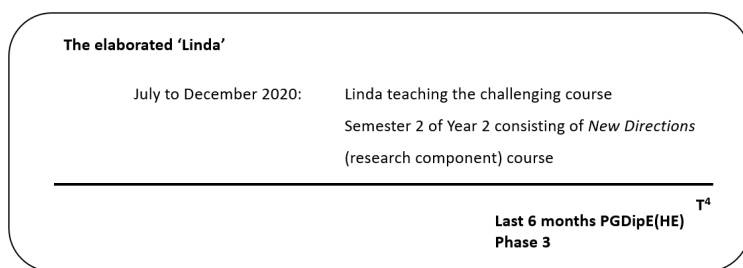 The elaborated ‘Linda’
July to December 2020: Linda teaching the challenging course
Semester 2 of Year 2 consisting of New Directions
(research component) course
T⁴
Last 6 months PGDipE(HE)
Phase 3